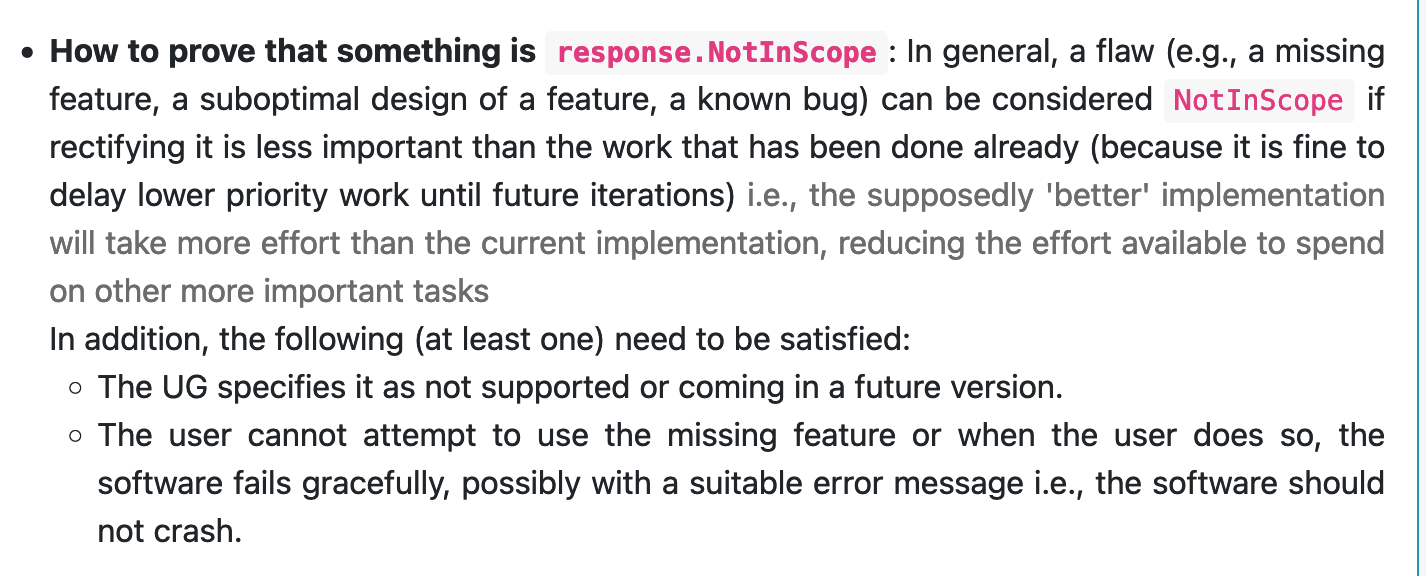 • How to prove that something is response.NotInScope: In general, a flaw (e.g., a missing
feature, a suboptimal design of a feature, a known bug) can be considered NotInScope if
rectifying it is less important than the work that has been done already (because it is fine to
delay lower priority work until future iterations) i.e., the supposedly 'better' implementation
will take more effort than the current implementation, reducing the effort available to spend
on other more important tasks
In addition, the following (at least one) need to be satisfied:
○ The UG specifies it as not supported or coming in a future version.
○ The user cannot attempt to use the missing feature or when the user does so, the
software fails gracefully, possibly with a suitable error message i.e., the software should
not crash.